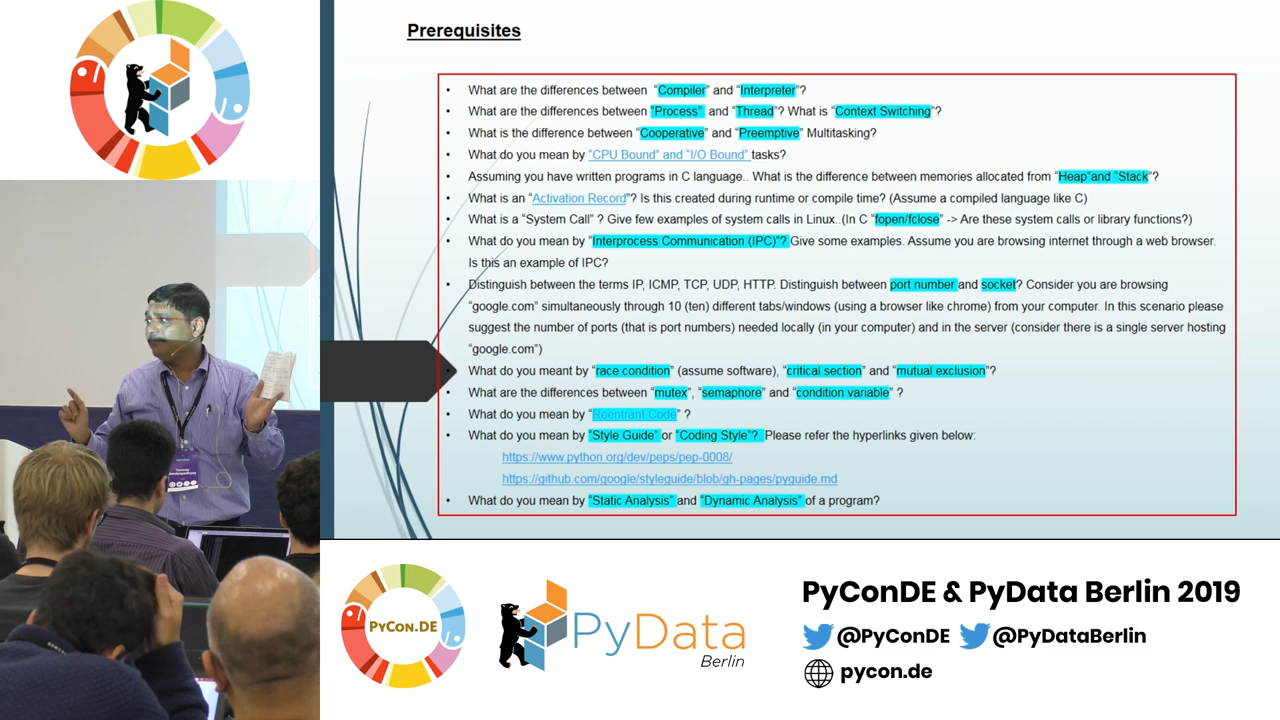 Prerequisites
• What are the differences between “Compiler” and “Interpreter”?
• What are the differences between “Process” and “Thread”? What is “Context Switching”?
• What is the difference between “Cooperative” and “Preemptive” Multitasking?
• What do you mean by “CPU Bound” and “I/O Bound” tasks?
• Assuming you have written programs in C language.. What is the difference between memories allocated from “Heap”and “Stack”?
• What is an “Activation Record”? Is this created during runtime or compile time? (Assume a compiled language like C)
• What is a “System Call” ? Give few examples of system calls in Linux..(In C “fopen/fclose” -> Are these system calls or library functions?)
• What do you mean by “Interprocess Communication (IPC)”? Give some examples. Assume you are browsing internet through a web browser.
Is this an example of IPC?
• Distinguish between the terms IP, ICMP, TCP, UDP, HTTP. Distinguish between port number and socket? Consider you are browsing
“google.com” simultaneously through 10 (ten) different tabs/windows (using a browser like chrome) from your computer. In this scenario please
suggest the number of ports (that is port numbers) needed locally (in your computer) and in the server (consider there is a single server hosting
“google.com”)
• What do you meant by “race condition” (assume software), “critical section” and “mutual exclusion”?
• What are the differences between “mutex”, “semaphore” and “condition variable” ?
• What do you mean by “Reentrant Code” ?
• What do you mean by “Style Guide” or “Coding Style”? Please refer the hyperlinks given below:
https://www.python.org/dev/peps/pep-0008/
https://github.com/google/styleguide/blob/gh-pages/pyguide.md
• What do you mean by “Static Analysis” and “Dynamic Analysis” of a program?
PYCON.DE
PyData
Berlin
PyConDE & PyData Berlin 2019
@PyConDE @PyDataBerlin
pycon.de